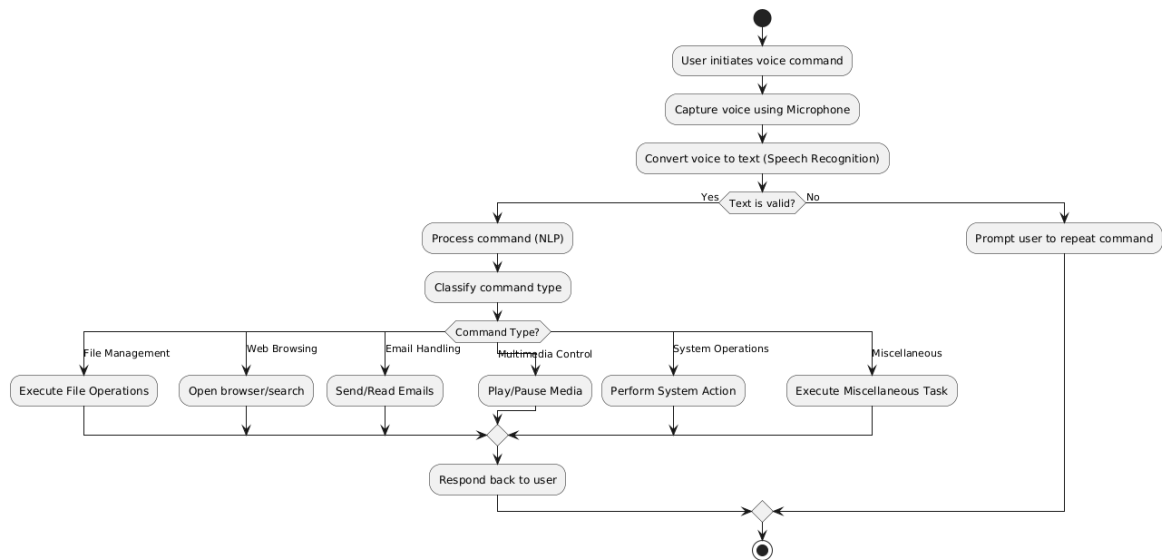 User initiates voice command
Capture voice using Microphone
Convert voice to text (Speech Recognition)
Yes
Text is valid?
No
Process command (NLP)
Prompt user to repeat command
Classify command type
Command Type?
File Management
Web Browsing
Email Handling
Multimedia Control
System Operations
Miscellaneous
Execute File Operations
Open browser/search
Send/Read Emails
Play/Pause Media
Perform System Action
Execute Miscellaneous Task
Respond back to user